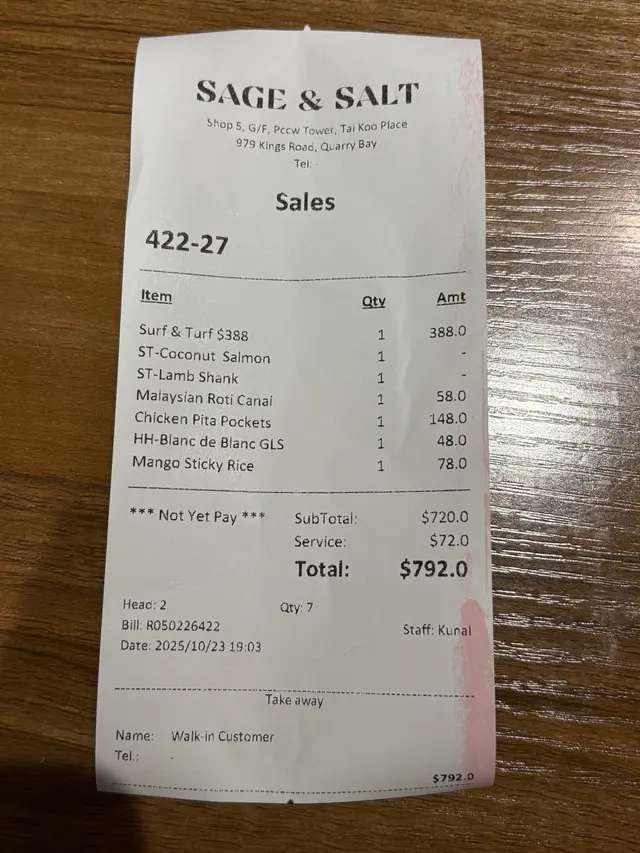 SAGE & SALT
Shop 5, G/F, Pccw Tower, Tai Koo Place
979 Kings Road, Quarry Bay
Tel:
Sales
422-27
Item Qty Amt
Surf & Turf $388 1 388.0
ST-Coconut Salmon 1 -
ST-Lamb Shank 1 -
Malaysian Roti Canai 1 58.0
Chicken Pita Pockets 1 148.0
HH-Blanc de Blanc GLS 1 48.0
Mango Sticky Rice 1 78.0
*** Not Yet Pay *** SubTotal: $720.0
Service: $72.0
Total: $792.0
Head: 2 Qty: 7
Bill: R050226422 Staff: Kunal
Date: 2025/10/23 19:03
Take away
Name: Walk-in Customer
Tel.: -
$792.0